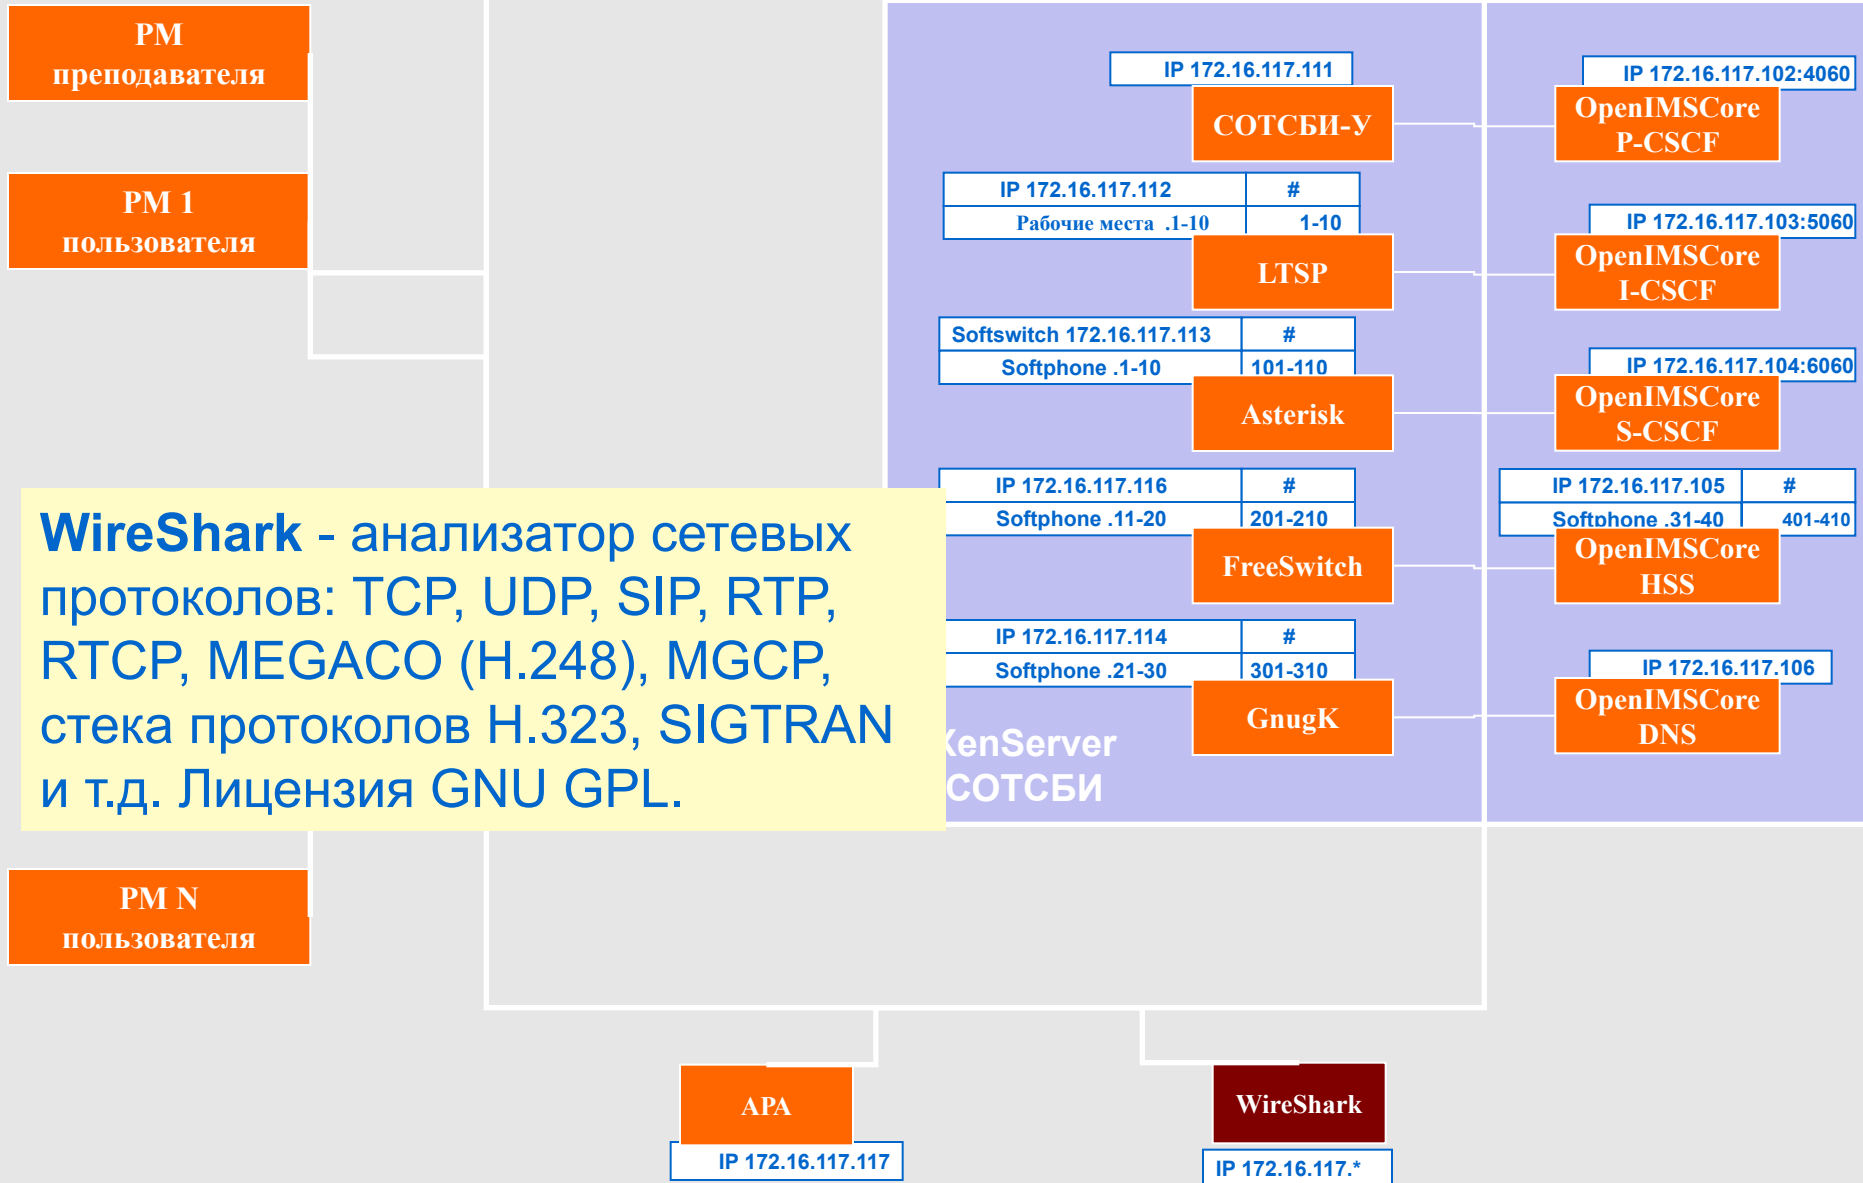 РМ
преподавателя
РМ 1
пользователя
IP 172.16.117.111
СОТСБИ-У
IP 172.16.117.102:4060
OpenIMSCore
P-CSCF
IP 172.16.117.112 #
Рабочие места .1-10 1-10
LTSP
IP 172.16.117.103:5060
OpenIMSCore
I-CSCF
Softswitch 172.16.117.113 #
Softphone .1-10 101-110
Asterisk
IP 172.16.117.104:6060
OpenIMSCore
S-CSCF
IP 172.16.117.116 #
Softphone .11-20 201-210
FreeSwitch
IP 172.16.117.105 #
Softphone .31-40 401-410
OpenIMSCore
HSS
WireShark - анализатор сетевых
протоколов: TCP, UDP, SIP, RTP,
RTCP, MEGACO (H.248), MGCP,
стека протоколов H.323, SIGTRAN
и т.д. Лицензия GNU GPL.
IP 172.16.117.114 #
Softphone .21-30 301-310
GnugK
IP 172.16.117.106
OpenIMSCore
DNS
XenServer
СОТСБИ
РМ N
пользователя
APA
IP 172.16.117.117
WireShark
IP 172.16.117.*